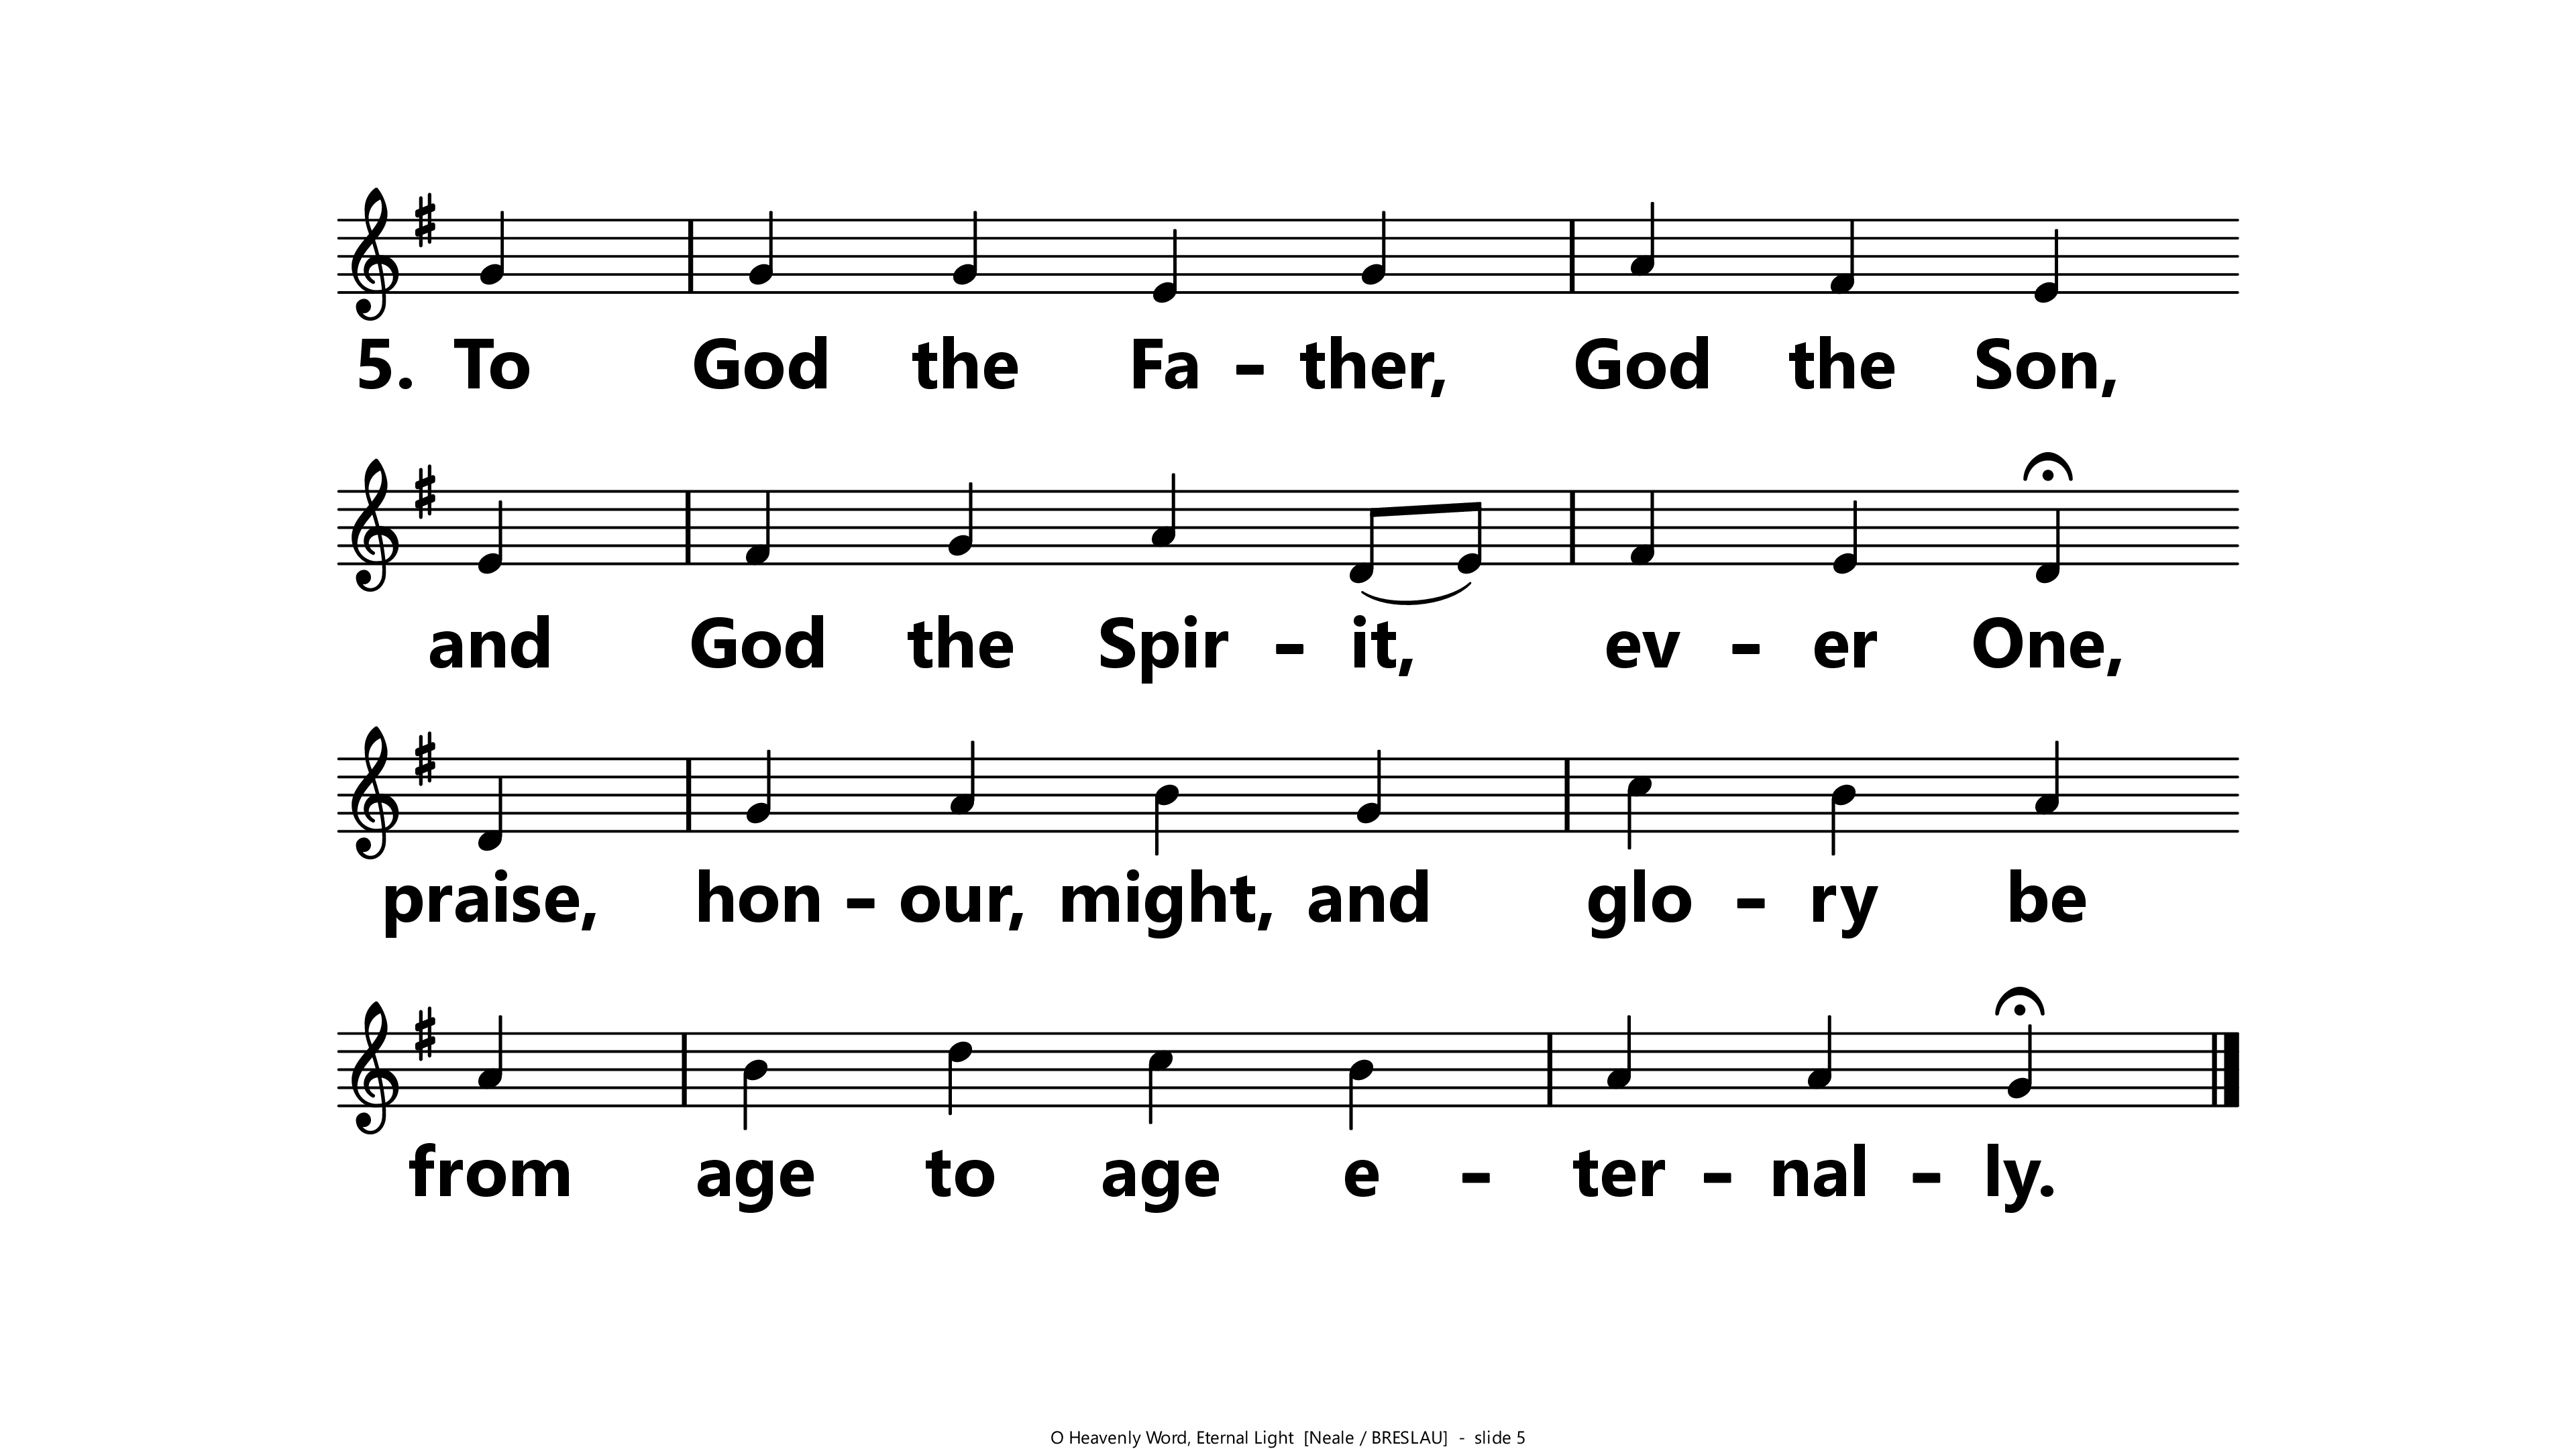 5. To God the Fa - ther, God the Son,
and God the Spir - it, ev - er One,
praise, hon - our, might, and glo - ry be
from age to age e - ter - nal - ly.
O Heavenly Word, Eternal Light [Neale / BRESLAU] - slide 5